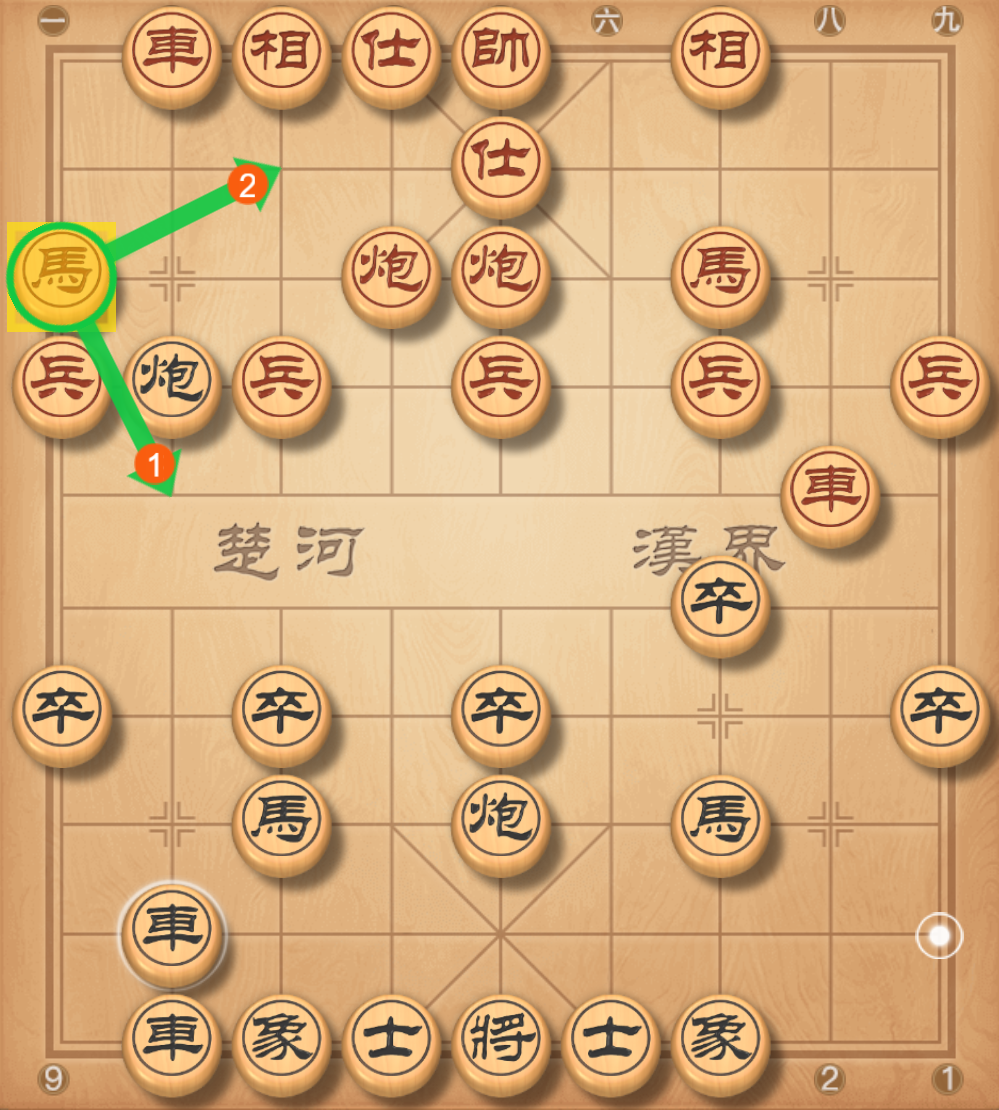 一 六 八 九
車 相 仕 帥 相
仕
2
馬 炮 炮 馬
兵 炮 兵 兵 兵 兵
1
車
楚河 漢界
卒
卒 卒 卒 卒
馬 炮 馬
車
車 象 士 將 士 象
9 2 1